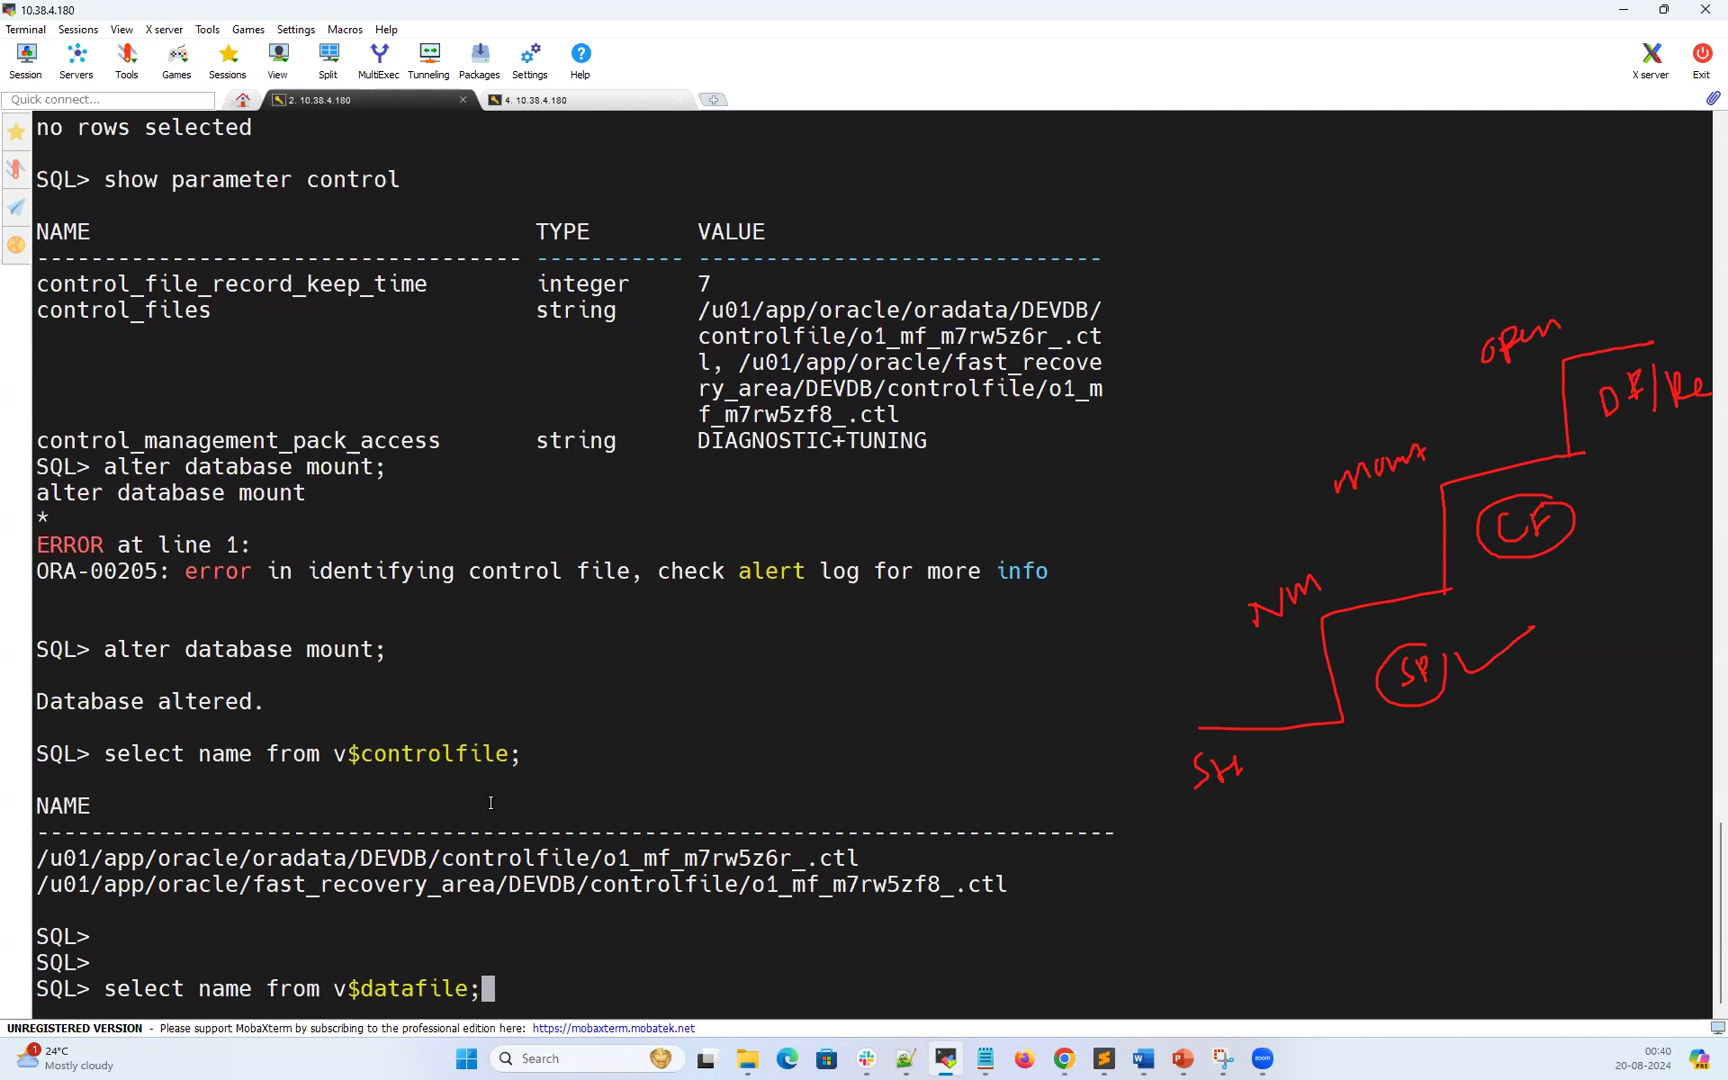 10.38.4.180
Terminal Sessions View X server Tools Games Settings Macros Help
Session Servers Tools Games Sessions View Split MultiExec Tunneling Packages Settings Help X server Exit
Quick connect...
2. 10.38.4.180
4. 10.38.4.180
no rows selected
SQL> show parameter control
NAME TYPE VALUE
------------------------------------ ----------- ------------------------------
control_file_record_keep_time integer 7
control_files string /u01/app/oracle/oradata/DEVDB/
controlfile/o1_mf_m7rw5z6r_.ct
l, /u01/app/oracle/fast_recove
ry_area/DEVDB/controlfile/o1_m
f_m7rw5zf8_.ctl
control_management_pack_access string DIAGNOSTIC+TUNING
SQL> alter database mount;
alter database mount
*
ERROR at line 1:
ORA-00205: error in identifying control file, check alert log for more info
SQL> alter database mount;
Database altered.
SQL> select name from v$controlfile;
NAME
--------------------------------------------------------------------------------
/u01/app/oracle/oradata/DEVDB/controlfile/o1_mf_m7rw5z6r_.ctl
/u01/app/oracle/fast_recovery_area/DEVDB/controlfile/o1_mf_m7rw5zf8_.ctl
SQL>
SQL>
SQL> select name from v$datafile;
open
DF/Re
mount
CF
NM
SP
SH
UNREGISTERED VERSION - Please support MobaXterm by subscribing to the professional edition here: https://mobaxterm.mobatek.net
1
24°C
Mostly cloudy
Search
00:40
20-08-2024
PRE